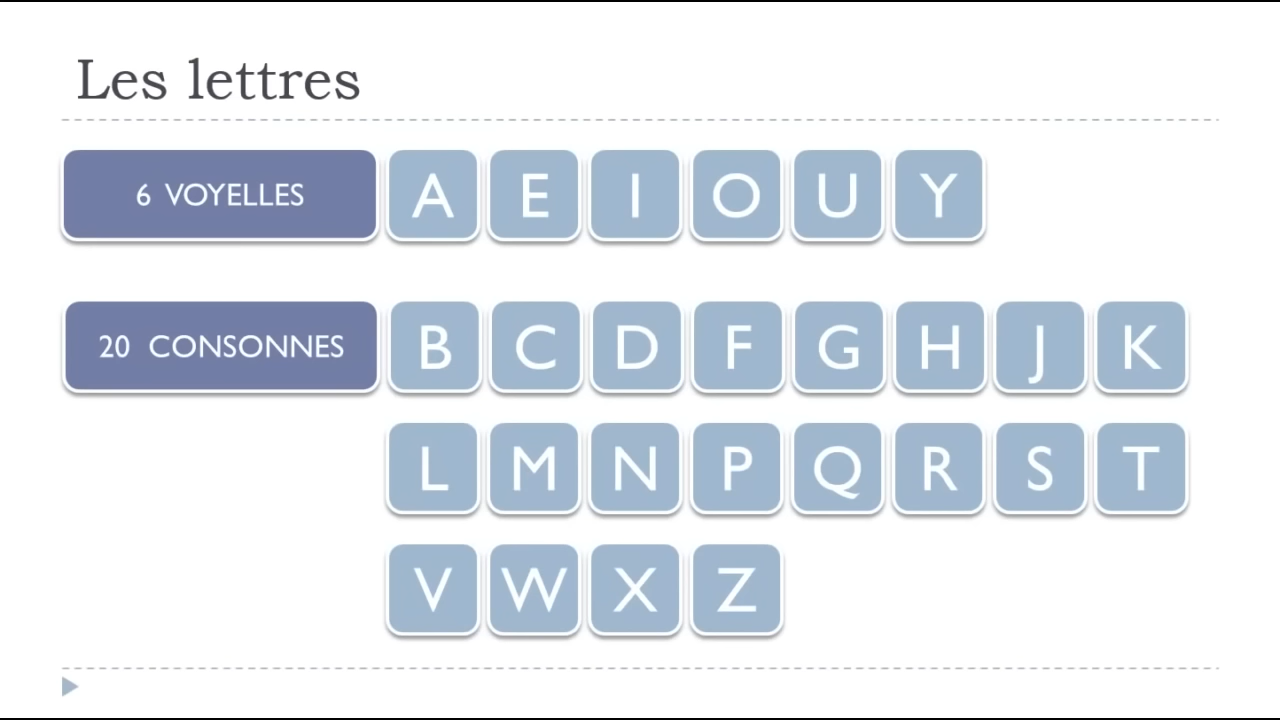 Les lettres
6 VOYELLES A E I O U Y
20 CONSONNES B C D F G H J K
L M N P Q R S T
V W X Z